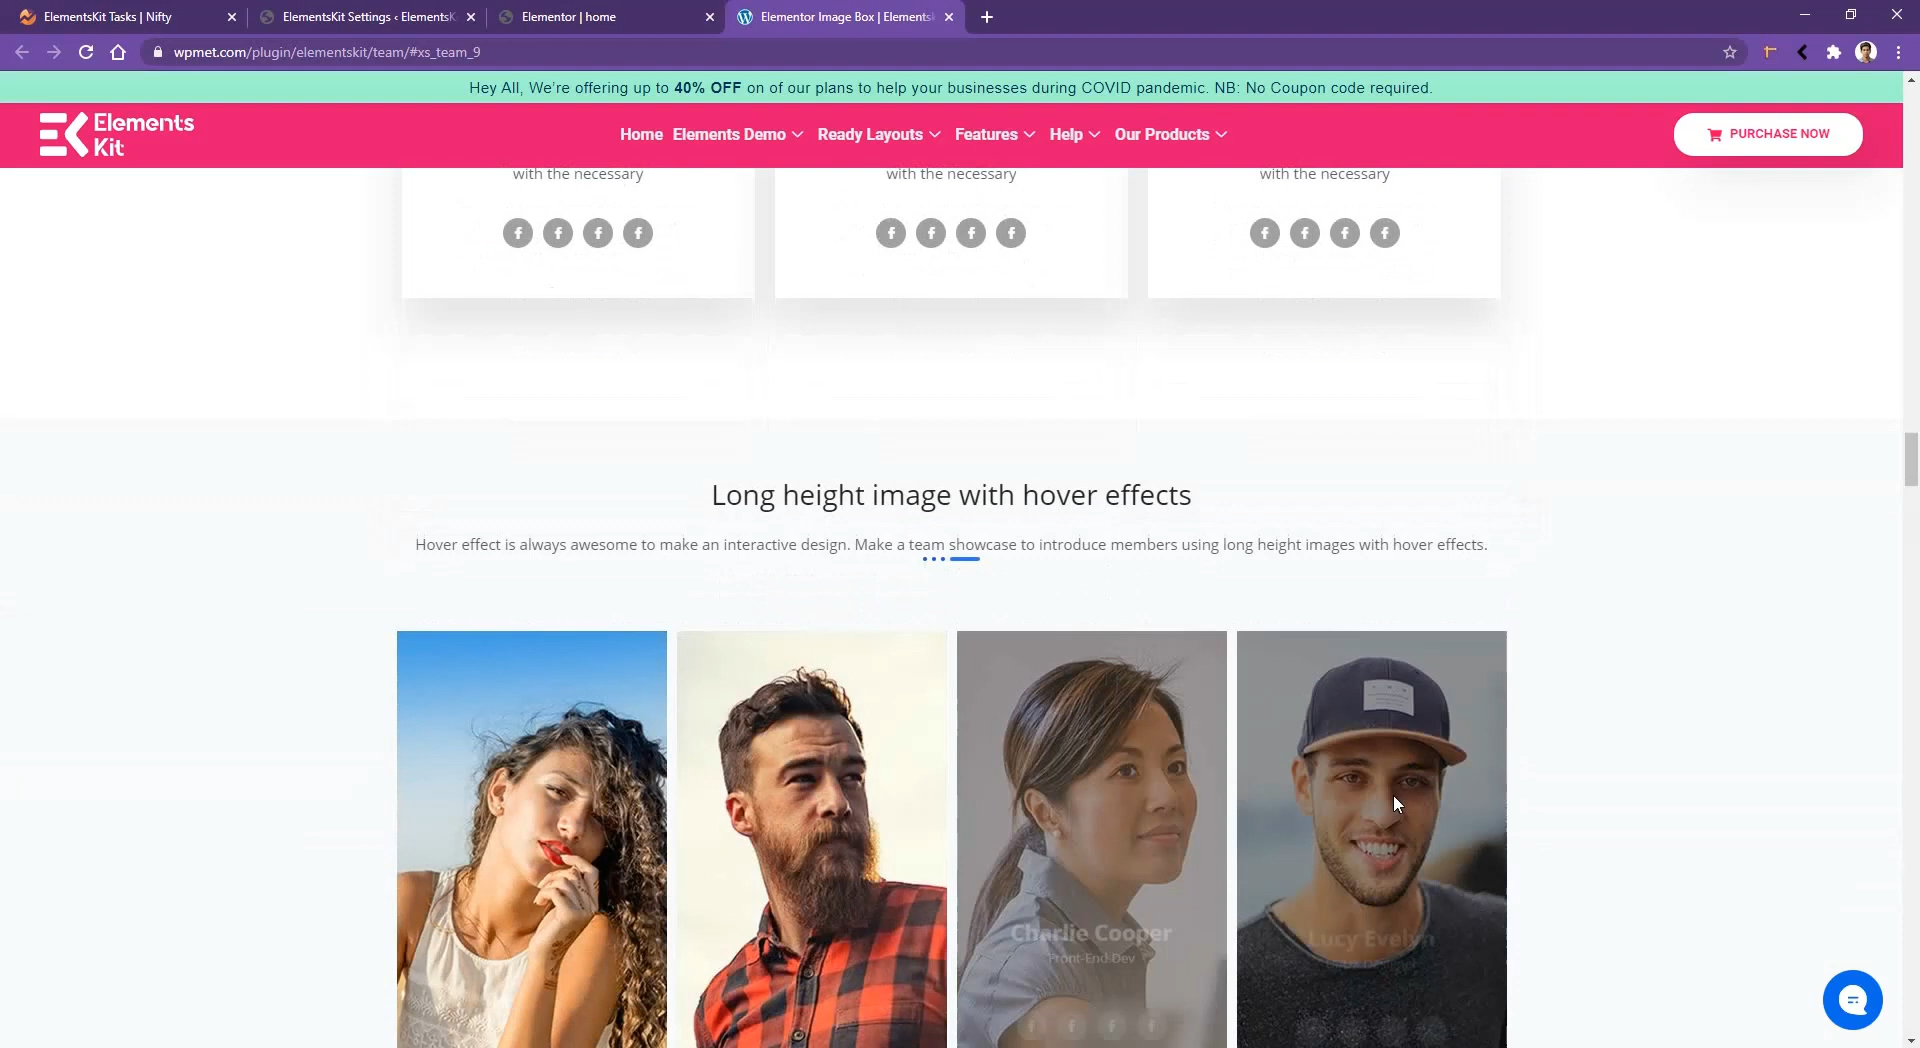 ElementsKit Tasks | Nifty
ElementsKit Settings ‹ ElementsK
Elementor | home
Elementor Image Box | Elements
wpmet.com/plugin/elementskit/team/#xs_team_9
Hey All, We're offering up to 40% OFF on of our plans to help your businesses during COVID pandemic. NB: No Coupon code required.
Elements Kit
Home Elements Demo Ready Layouts Features Help Our Products
PURCHASE NOW
with the necessary
with the necessary
with the necessary
Long height image with hover effects
Hover effect is always awesome to make an interactive design. Make a team showcase to introduce members using long height images with hover effects.
Charlie Cooper
Front-End Dev
Lucy Evelyn